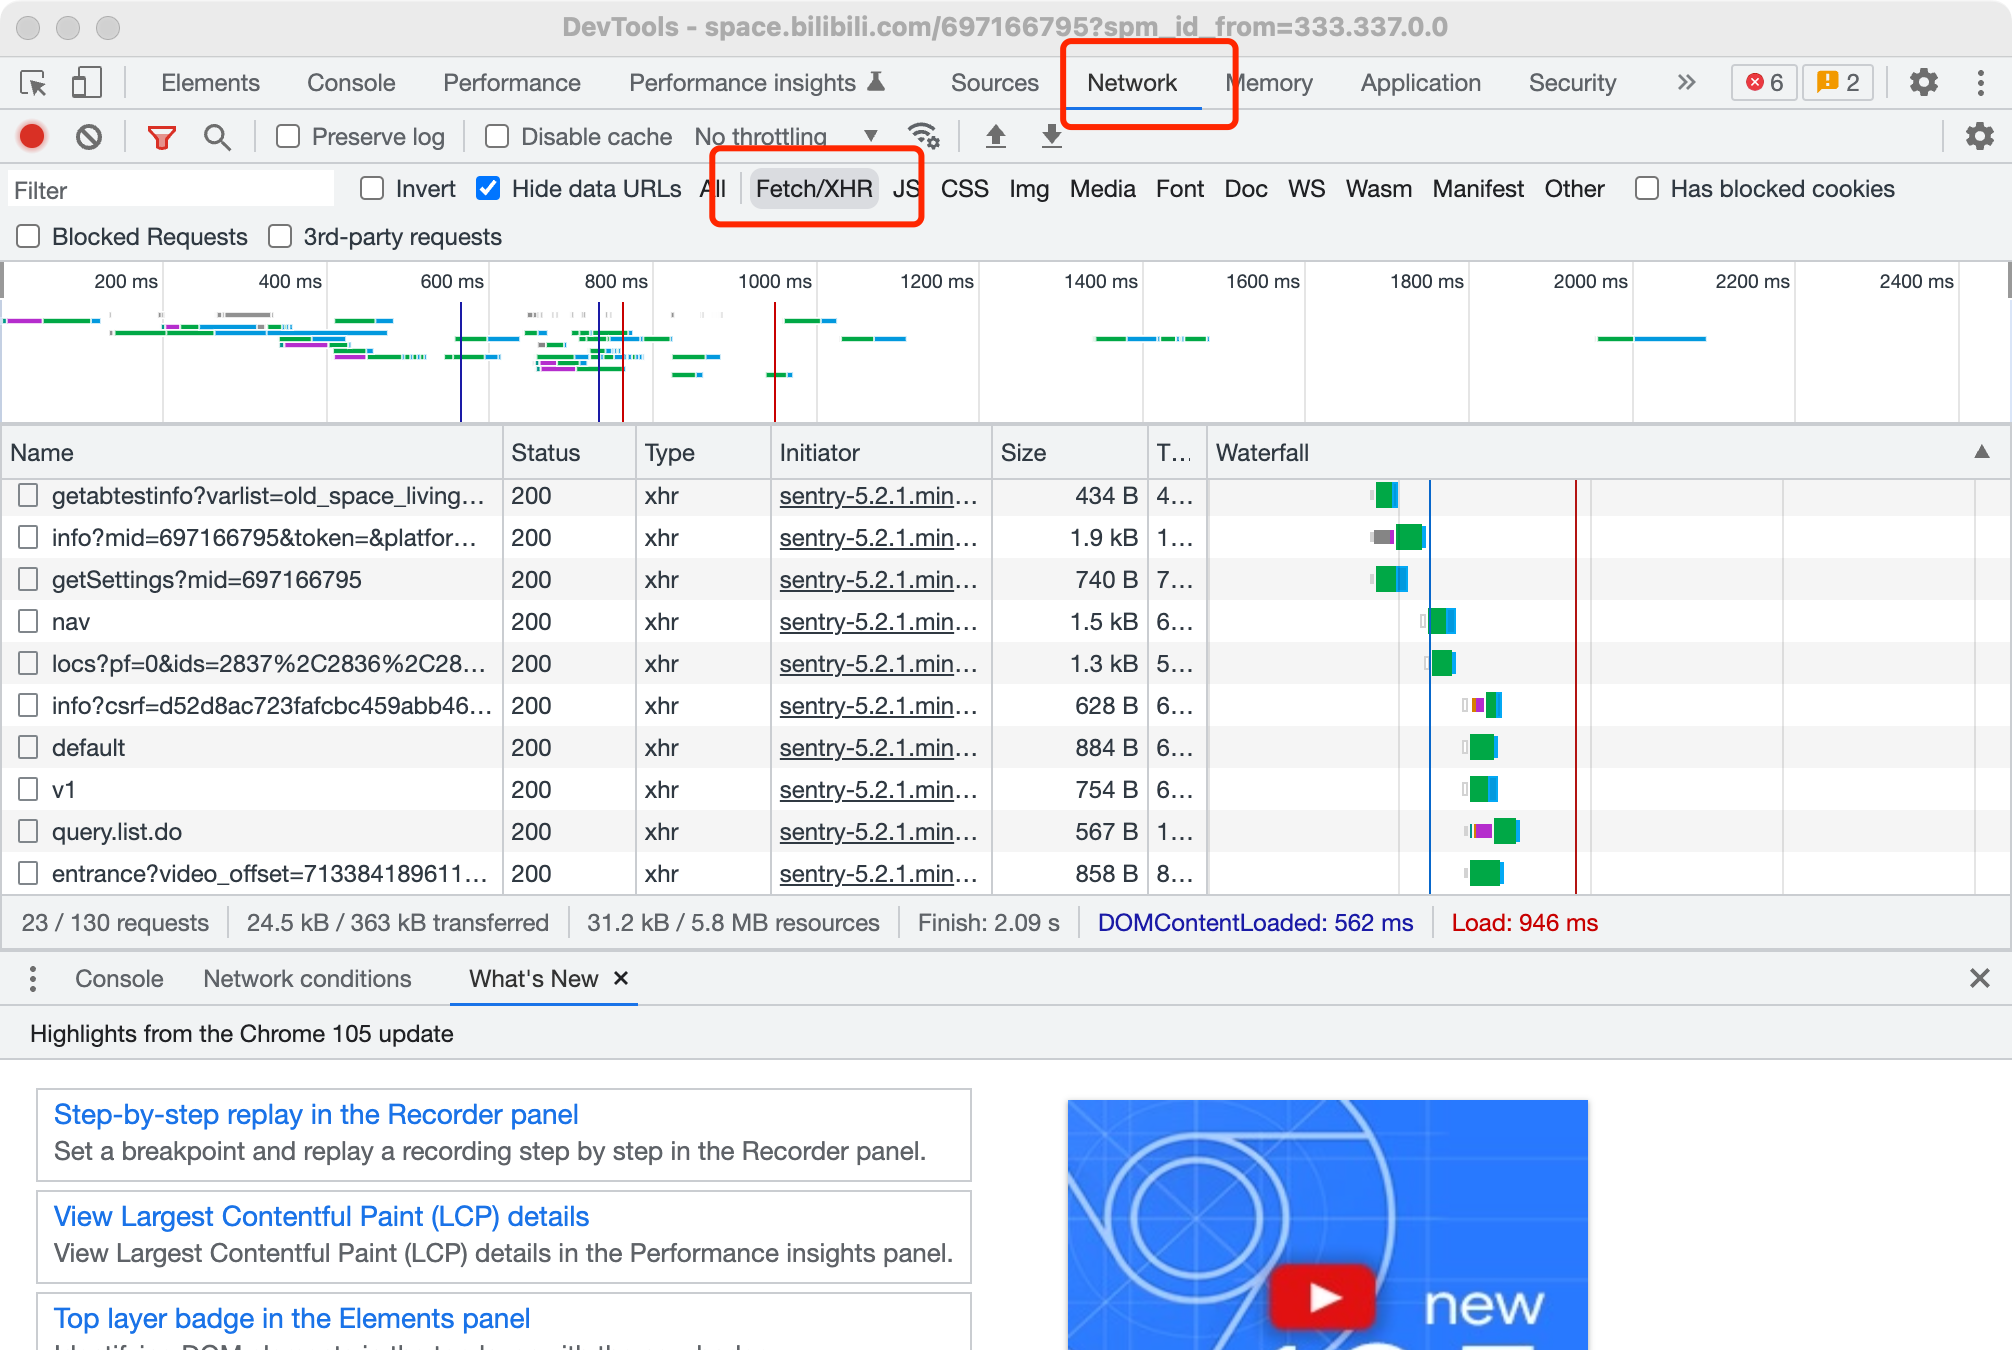 DevTools - space.bilibili.com/697166795?spm_id_from=333.337.0.0
Elements Console Performance Performance insights Sources Network Memory Application Security » 6 2
Preserve log Disable cache No throttling
Filter Invert Hide data URLs All Fetch/XHR JS CSS Img Media Font Doc WS Wasm Manifest Other Has blocked cookies
Blocked Requests 3rd-party requests
200 ms 400 ms 600 ms 800 ms 1000 ms 1200 ms 1400 ms 1600 ms 1800 ms 2000 ms 2200 ms 2400 ms
Name Status Type Initiator Size T... Waterfall
getabtestinfo?varlist=old_space_living... 200 xhr sentry-5.2.1.min... 434 B 4...
info?mid=697166795&token=&platfor... 200 xhr sentry-5.2.1.min... 1.9 kB 1...
getSettings?mid=697166795 200 xhr sentry-5.2.1.min... 740 B 7...
nav 200 xhr sentry-5.2.1.min... 1.5 kB 6...
locs?pf=0&ids=2837%2C2836%2C28... 200 xhr sentry-5.2.1.min... 1.3 kB 5...
info?csrf=d52d8ac723fafcbc459abb46... 200 xhr sentry-5.2.1.min... 628 B 6...
default 200 xhr sentry-5.2.1.min... 884 B 6...
v1 200 xhr sentry-5.2.1.min... 754 B 6...
query.list.do 200 xhr sentry-5.2.1.min... 567 B 1...
entrance?video_offset=713384189611... 200 xhr sentry-5.2.1.min... 858 B 8...
23 / 130 requests 24.5 kB / 363 kB transferred 31.2 kB / 5.8 MB resources Finish: 2.09 s DOMContentLoaded: 562 ms Load: 946 ms
Console Network conditions What's New ×
Highlights from the Chrome 105 update
Step-by-step replay in the Recorder panel
Set a breakpoint and replay a recording step by step in the Recorder panel.
View Largest Contentful Paint (LCP) details
View Largest Contentful Paint (LCP) details in the Performance insights panel.
Top layer badge in the Elements panel
new